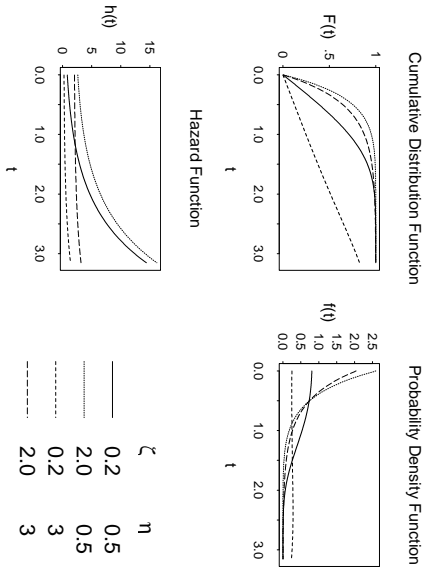 Cumulative Distribution Function
F(t)
1
.5
0
0.0 1.0 2.0 3.0
t
Probability Density Function
f(t)
2.5
2.0
1.5
1.0
0.5
0.0
0.0 1.0 2.0 3.0
t
Hazard Function
h(t)
15
10
5
0
0.0 1.0 2.0 3.0
t
ζ η
0.2 0.5
2.0 0.5
0.2 3
2.0 3